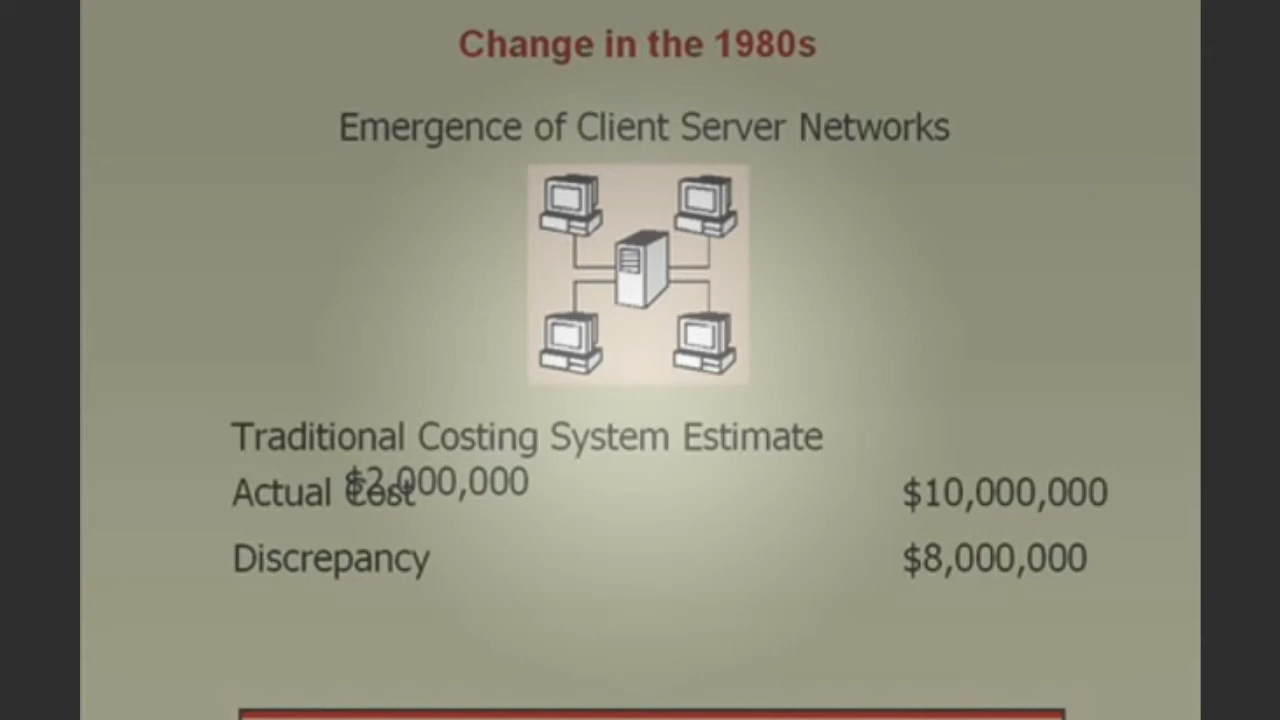 Change in the 1980s
Emergence of Client Server Networks
Traditional Costing System Estimate
$2,000,000
Actual Cost $10,000,000
Discrepancy $8,000,000